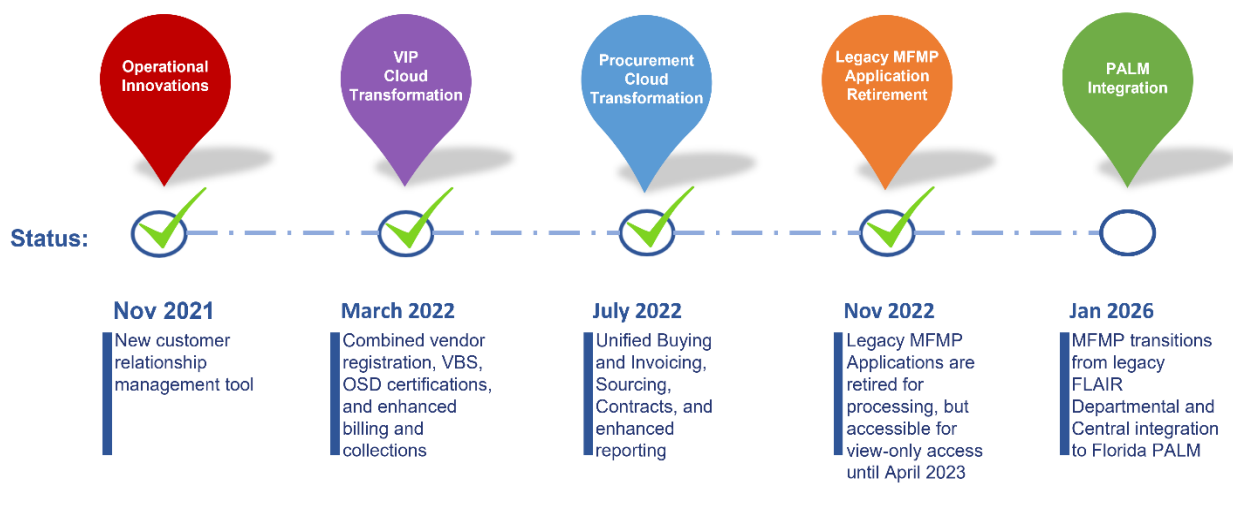 Operational
Innovations
VIP
Cloud
Transformation
Procurement
Cloud
Transformation
Legacy MFMP
Application
Retirement
PALM
Integration
Status:
Nov 2021
New customer
relationship
management tool
March 2022
Combined vendor
registration, VBS,
OSD certifications,
and enhanced
billing and
collections
July 2022
Unified Buying
and Invoicing,
Sourcing,
Contracts, and
enhanced
reporting
Nov 2022
Legacy MFMP
Applications are
retired for
processing, but
accessible for
view-only access
until April 2023
Jan 2026
MFMP transitions
from legacy
FLAIR
Departmental and
Central integration
to Florida PALM